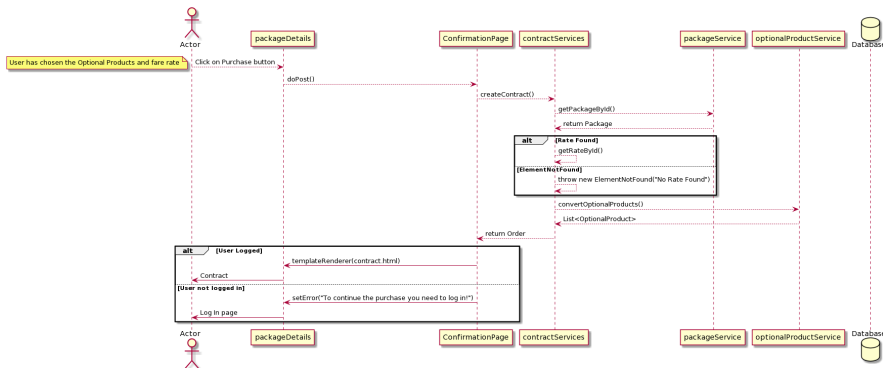 Actor
packageDetails
ConfirmationPage
contractServices
packageService
optionalProductService
Database
User has chosen the Optional Products and fare rate
Click on Purchase button
doPost()
createContract()
getPackageById()
return Package
alt [Rate Found]
getRateById()
[ElementNotFound]
throw new ElementNotFound("No Rate Found")
convertOptionalProducts()
List<OptionalProduct>
return Order
alt [User Logged]
templateRenderer(contract.html)
Contract
[User not logged in]
setError("To continue the purchase you need to log in!")
Log In page
Actor
packageDetails
ConfirmationPage
contractServices
packageService
optionalProductService
Database